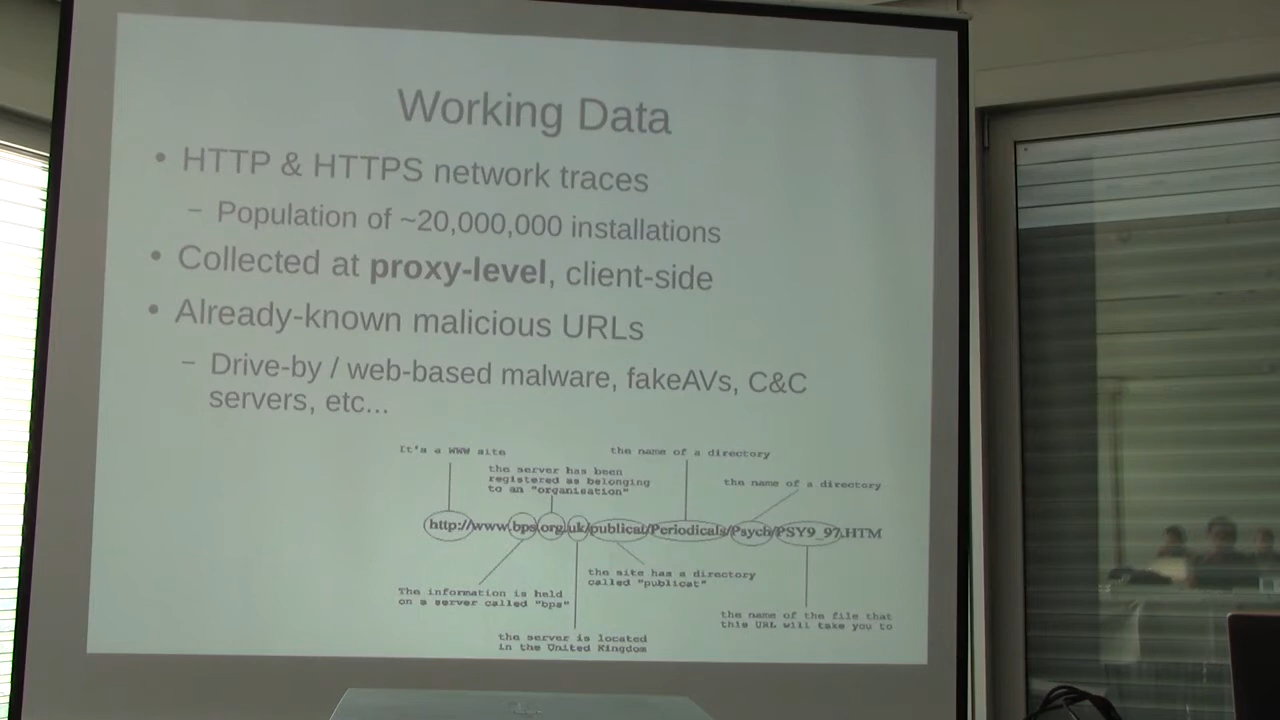 Working Data
• HTTP & HTTPS network traces
– Population of ~20,000,000 installations
• Collected at proxy-level, client-side
• Already-known malicious URLs
– Drive-by / web-based malware, fakeAVs, C&C
servers, etc...
It's a WWW site
the server has been
registered as belonging
to an "organisation"
the name of a directory
the name of a directory
http://www.bps.org.uk/publicat/Periodicals/Psych/PSY9_97.HTM
The information is held
on a server called "bps"
the site has a directory
called "publicat"
the server is located
in the United Kingdom
the name of the file that
this URL will take you to